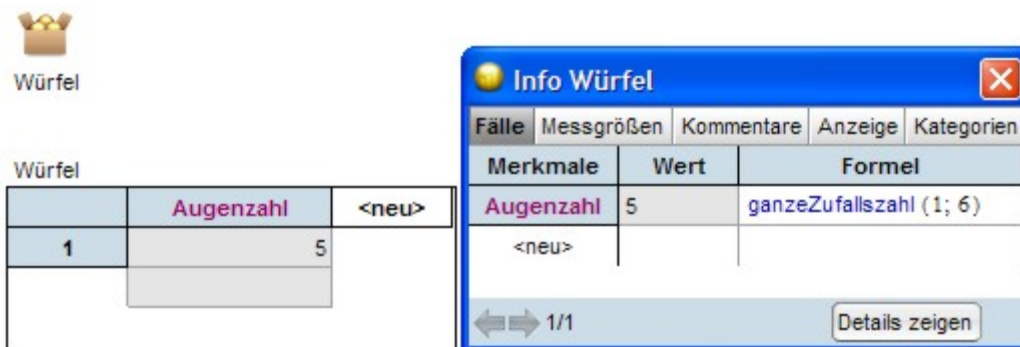 Würfel
Würfel
Augenzahl <neu>
1 5
Info Würfel
Fälle Messgrößen Kommentare Anzeige Kategorien
Merkmale Wert Formel
Augenzahl 5 ganzeZufallszahl (1; 6)
<neu>
1/1 Details zeigen